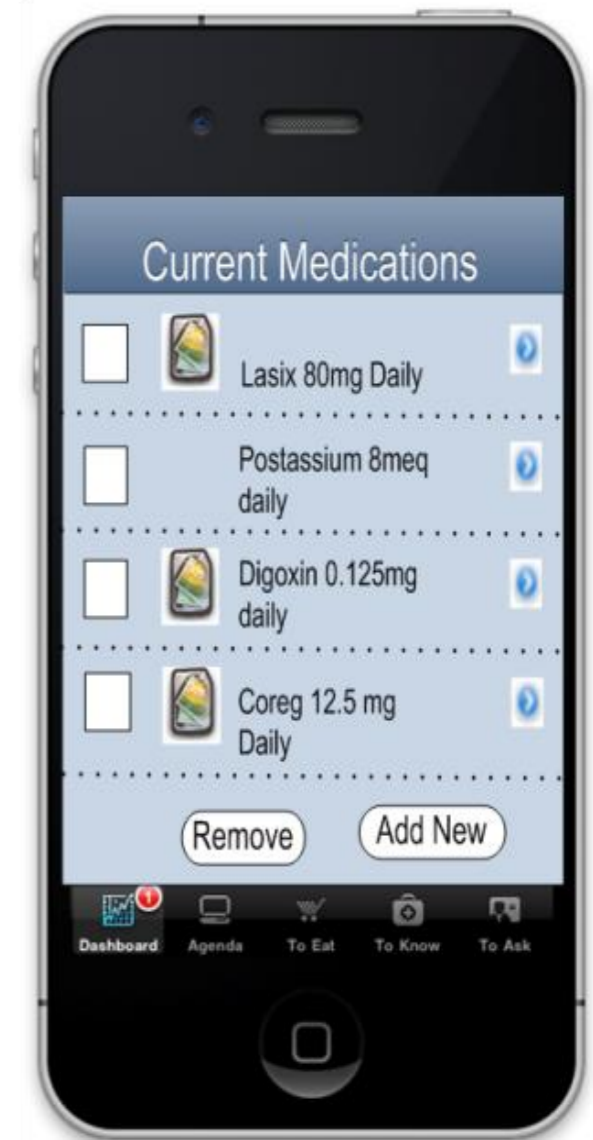 Current Medications
Lasix 80mg Daily
Postassium 8meq
daily
Digoxin 0.125mg
daily
Coreg 12.5 mg
Daily
Remove
Add New
1
Dashboard
Agenda
To Eat
To Know
To Ask